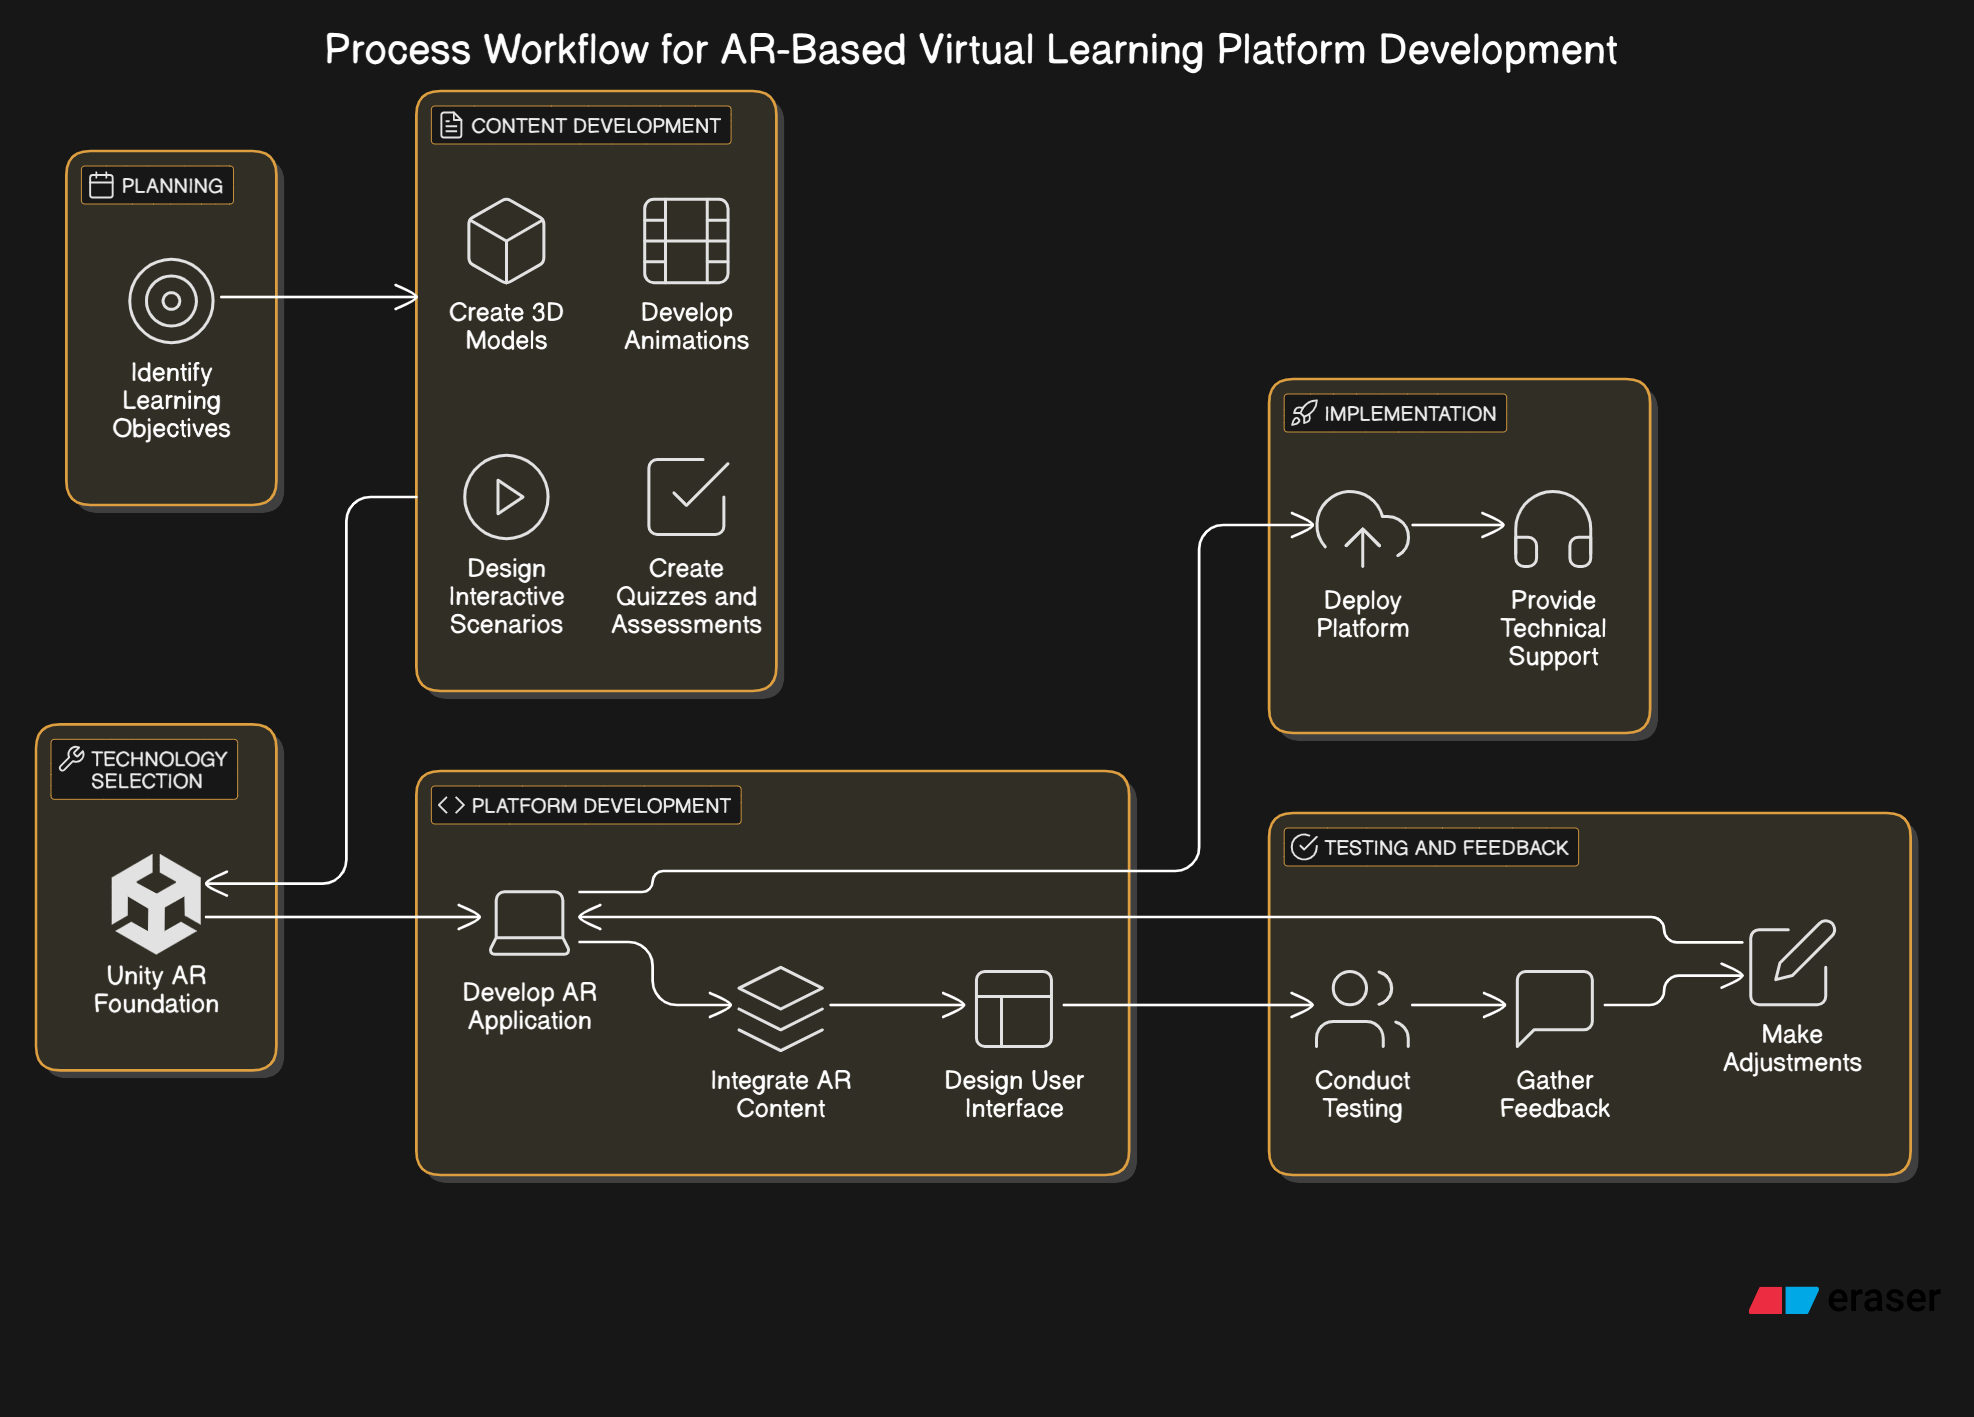 Process Workflow for AR-Based Virtual Learning Platform Development
PLANNING
Identify
Learning
Objectives
CONTENT DEVELOPMENT
Create 3D
Models
Develop
Animations
Design
Interactive
Scenarios
Create
Quizzes and
Assessments
TECHNOLOGY
SELECTION
Unity AR
Foundation
PLATFORM DEVELOPMENT
Develop AR
Application
Integrate AR
Content
Design User
Interface
IMPLEMENTATION
Deploy
Platform
Provide
Technical
Support
TESTING AND FEEDBACK
Conduct
Testing
Gather
Feedback
Make
Adjustments
eraser